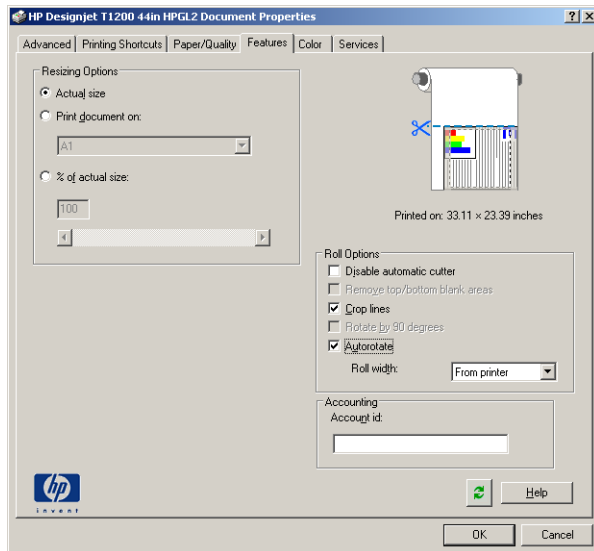 HP Designjet T1200 44in HPGL2 Document Properties
Advanced Printing Shortcuts Paper/Quality Features Color Services
Resizing Options
Actual size
Print document on:
A1
% of actual size:
100
Printed on: 33.11 × 23.39 inches
Roll Options
Disable automatic cutter
Remove top/bottom blank areas
Crop lines
Rotate by 90 degrees
Autorotate
Roll width: From printer
Accounting
Account id:
hp
invent
Help
OK Cancel